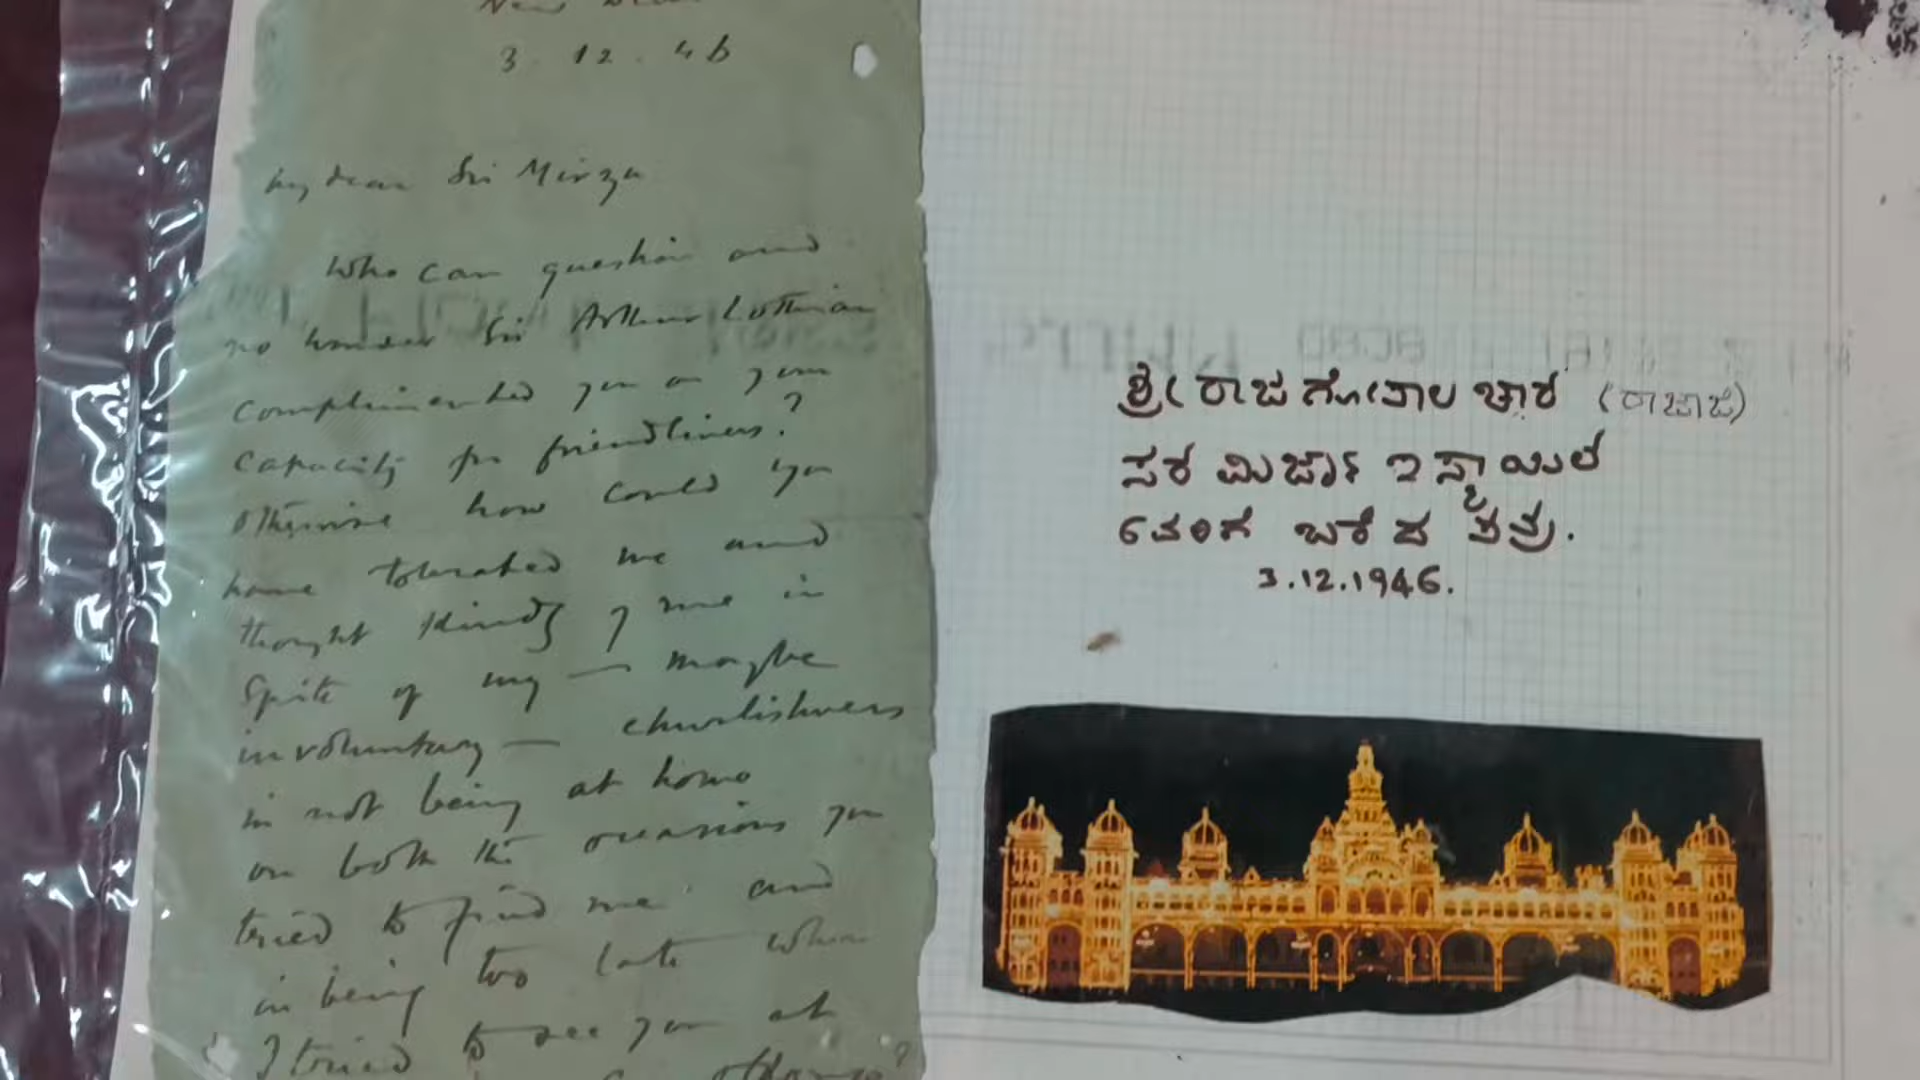 New
3. 12. 46
My dear Sir Mirza
Who can question and
no wonder Sir Arthur Lothian
complimented you on your
capacity for friendliness?
Otherwise how could you
have tolerated me and
thought kindly of me in
spite of my — maybe
involuntary — churlishness
in not being at home
on both the occasions you
tried to find me and
in being too late when
I tried to see you at
ಶ್ರೀ ರಾಜಗೋಪಾಲ ಚಾರಿ (ರಾಜಾಜಿ)
ಸರ್ ಮಿರ್ಜಾ ಇಸ್ಮಾಯಿಲ್
ರವರಿಗೆ ಬರೆದ ಪತ್ರ.
3.12.1946.